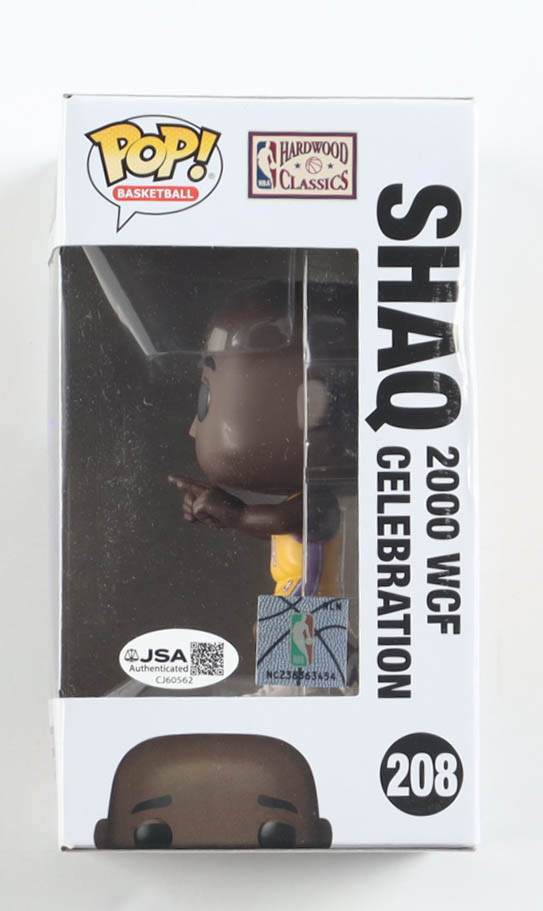 POP!
BASKETBALL
NBA
HARDWOOD
CLASSICS
SHAQ
2000 WCF
CELEBRATION
JSA
Authenticated
CJ60562
208